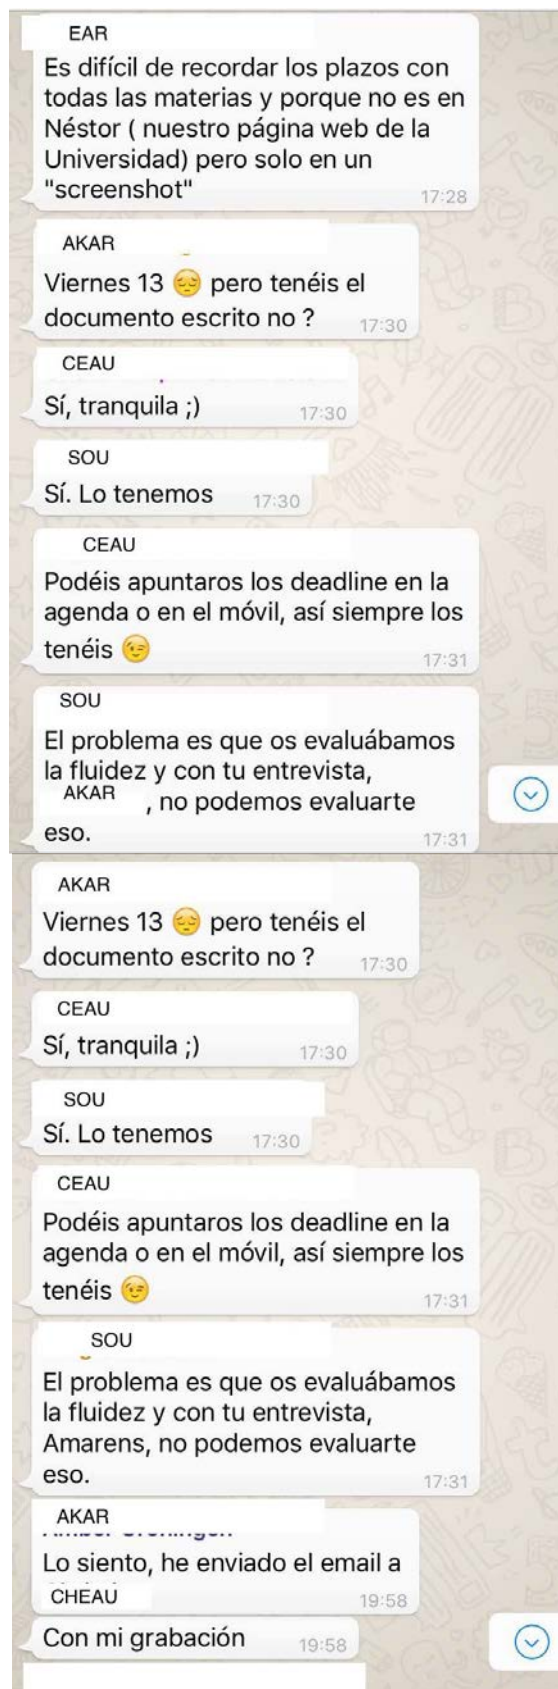 EAR
Es difícil de recordar los plazos con
todas las materias y porque no es en
Néstor ( nuestro página web de la
Universidad) pero solo en un
"screenshot"
17:28
AKAR
Viernes 13 😔 pero tenéis el
documento escrito no ?
17:30
CEAU
Sí, tranquila ;)
17:30
SOU
Sí. Lo tenemos
17:30
CEAU
Podéis apuntaros los deadline en la
agenda o en el móvil, así siempre los
tenéis 😉
17:31
SOU
El problema es que os evaluábamos
la fluidez y con tu entrevista,
AKAR , no podemos evaluarte
eso.
17:31
AKAR
Viernes 13 😔 pero tenéis el
documento escrito no ?
17:30
CEAU
Sí, tranquila ;)
17:30
SOU
Sí. Lo tenemos
17:30
CEAU
Podéis apuntaros los deadline en la
agenda o en el móvil, así siempre los
tenéis 😉
17:31
SOU
El problema es que os evaluábamos
la fluidez y con tu entrevista,
Amarens, no podemos evaluarte
eso.
17:31
AKAR
Lo siento, he enviado el email a
CHEAU
19:58
Con mi grabación
19:58